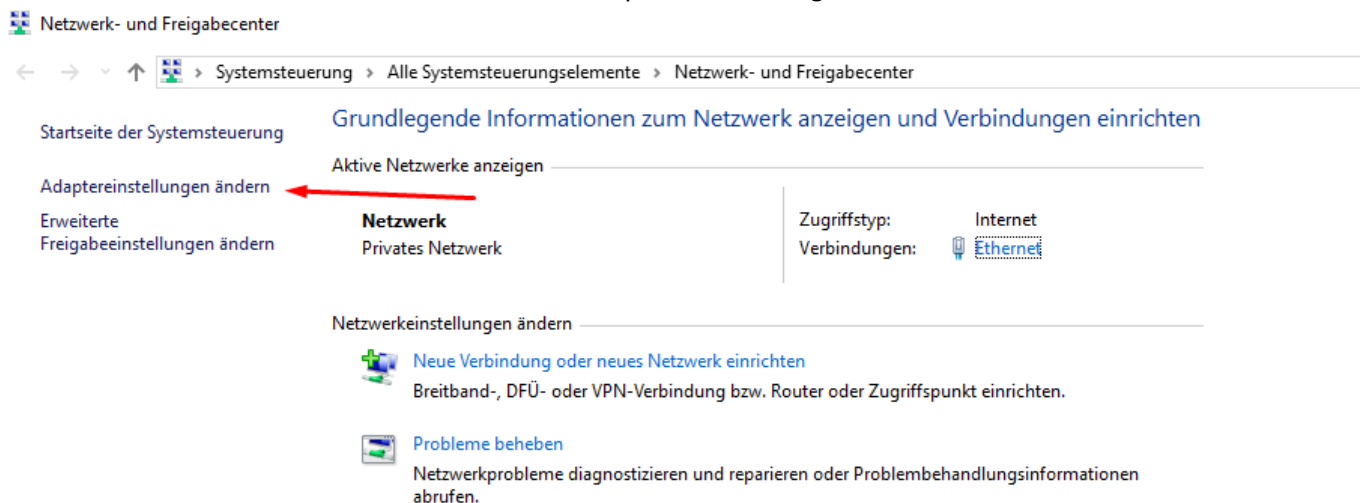 Netzwerk- und Freigabecenter
Systemsteuerung > Alle Systemsteuerungselemente > Netzwerk- und Freigabecenter
Startseite der Systemsteuerung
Adaptereinstellungen ändern
Erweiterte
Freigabeeinstellungen ändern
Grundlegende Informationen zum Netzwerk anzeigen und Verbindungen einrichten
Aktive Netzwerke anzeigen
Netzwerk
Privates Netzwerk
Zugriffstyp: Internet
Verbindungen: Ethernet
Netzwerkeinstellungen ändern
Neue Verbindung oder neues Netzwerk einrichten
Breitband-, DFÜ- oder VPN-Verbindung bzw. Router oder Zugriffspunkt einrichten.
Probleme beheben
Netzwerkprobleme diagnostizieren und reparieren oder Problembehandlungsinformationen
abrufen.